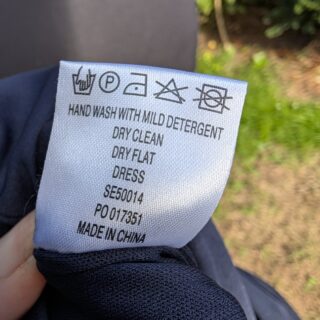 P
HAND WASH WITH MILD DETERGENT
DRY CLEAN
DRY FLAT
DRESS
SE50014
PO 017351
MADE IN CHINA